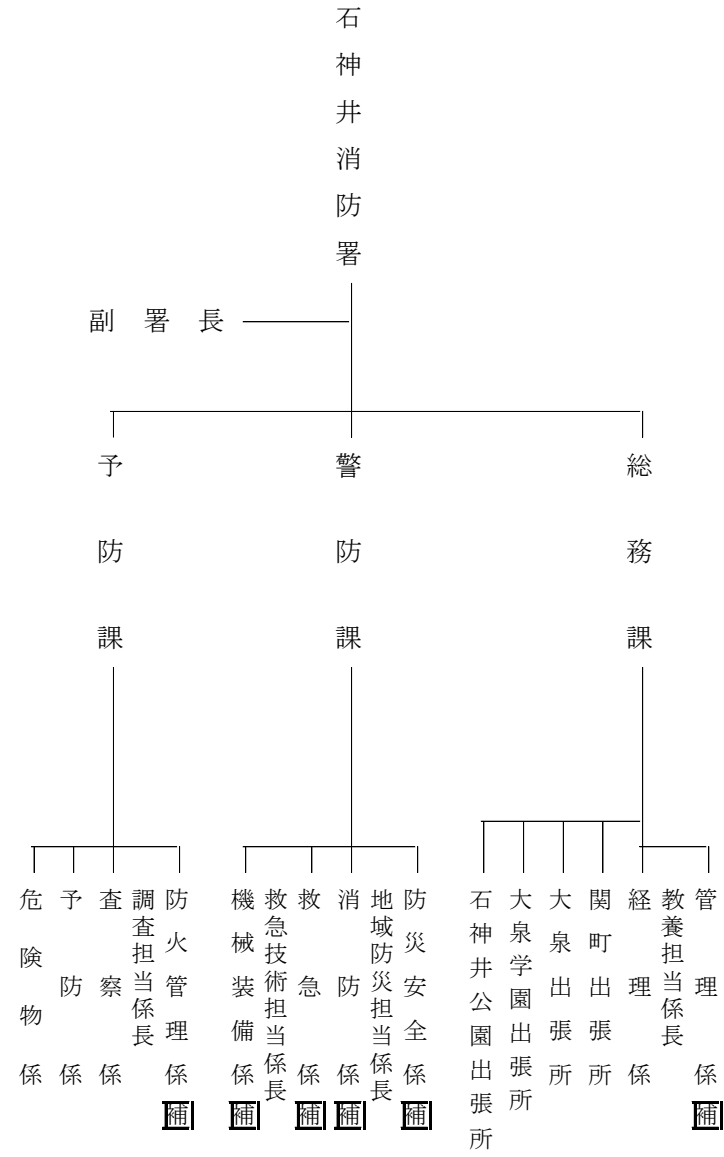 石神井消防署
副署長
総務課
警防課
予防課
管理係補
教養担当係長
経理係
関町出張所
大泉出張所
大泉学園出張所
石神井公園出張所
防災安全係補
地域防災担当係長
消防係補
救急係補
救急技術担当係長
機械装備係補
防火管理係補
調査担当係長
査察係
予防係
危険物係